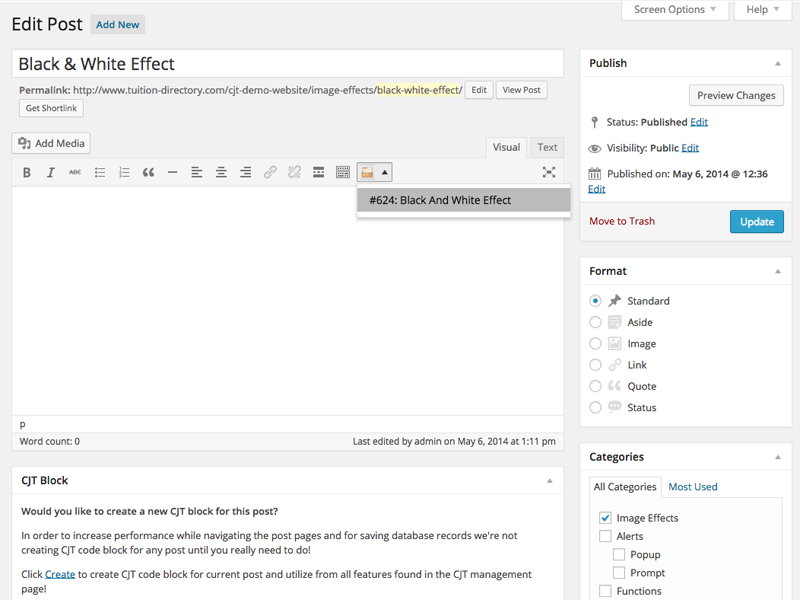 Screen Options
Help
Edit Post
Add New
Black & White Effect
Permalink: http://www.tuition-directory.com/cjt-demo-website/image-effects/black-white-effect/ Edit View Post
Get Shortlink
Add Media
Visual
Text
B I ABC
#624: Black And White Effect
p
Word count: 0
Last edited by admin on May 6, 2014 at 1:11 pm
CJT Block
Would you like to create a new CJT block for this post?
In order to increase performance while navigating the post pages and for saving database records we're not
creating CJT code block for any post until you really need to do!
Click Create to create CJT code block for current post and utilize from all features found in the CJT management
page!
Publish
Preview Changes
Status: Published Edit
Visibility: Public Edit
Published on: May 6, 2014 @ 12:36
Edit
Move to Trash
Update
Format
Standard
Aside
Image
Link
Quote
Status
Categories
All Categories
Most Used
Image Effects
Alerts
Popup
Prompt
Functions